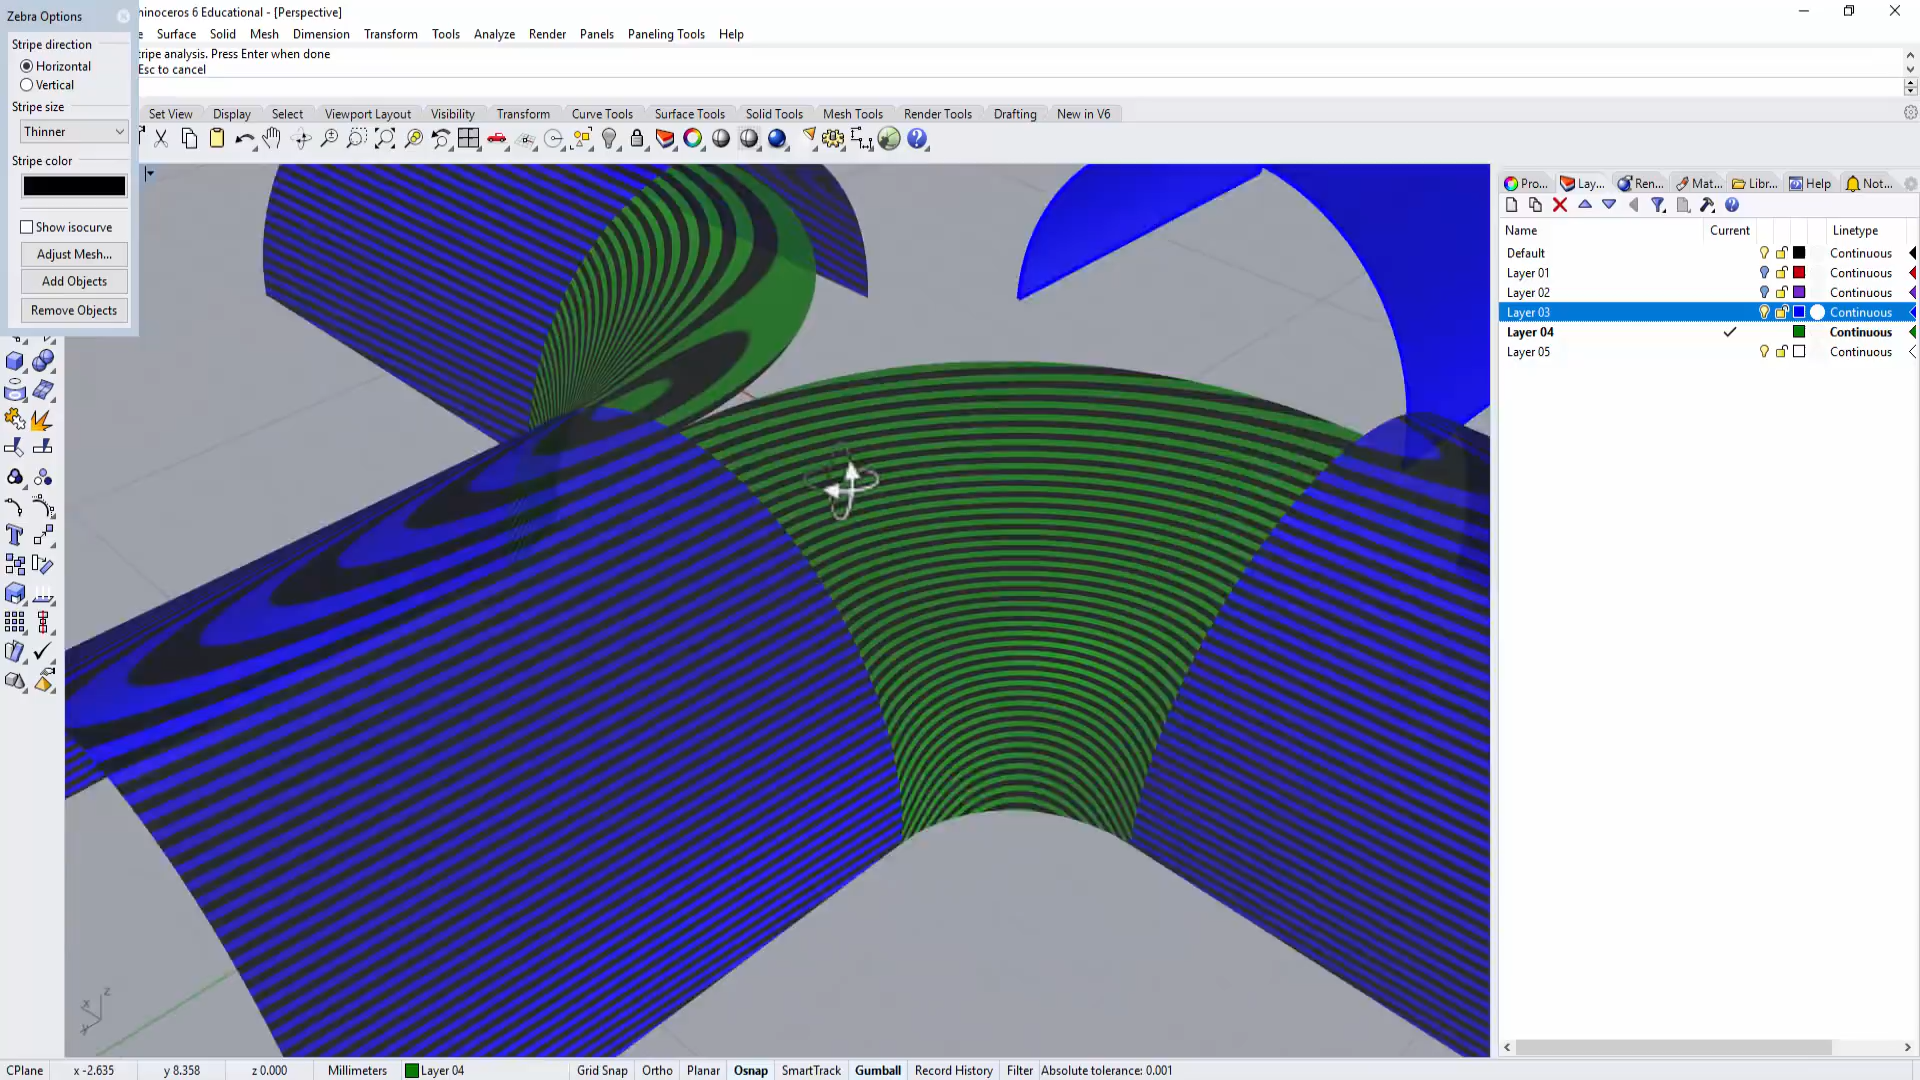 Zebra Options
hinoceros 6 Educational - [Perspective]
Surface Solid Mesh Dimension Transform Tools Analyze Render Panels Paneling Tools Help
Stripe direction
tripe analysis. Press Enter when done
Horizontal
Esc to cancel
Vertical
Stripe size
Set View Display Select Viewport Layout Visibility Transform Curve Tools Surface Tools Solid Tools Mesh Tools Render Tools Drafting New in V6
Thinner
Stripe color
Pro... Lay... Ren... Mat... Libr... Help Not...
Show isocurve
Name Current Linetype
Adjust Mesh...
Default Continuous
Layer 01 Continuous
Add Objects
Layer 02 Continuous
Remove Objects
Layer 03 Continuous
Layer 04 Continuous
Layer 05 Continuous
z
x
y
CPlane x -2.635 y 8.358 z 0.000 Millimeters Layer 04 Grid Snap Ortho Planar Osnap SmartTrack Gumball Record History Filter Absolute tolerance: 0.001